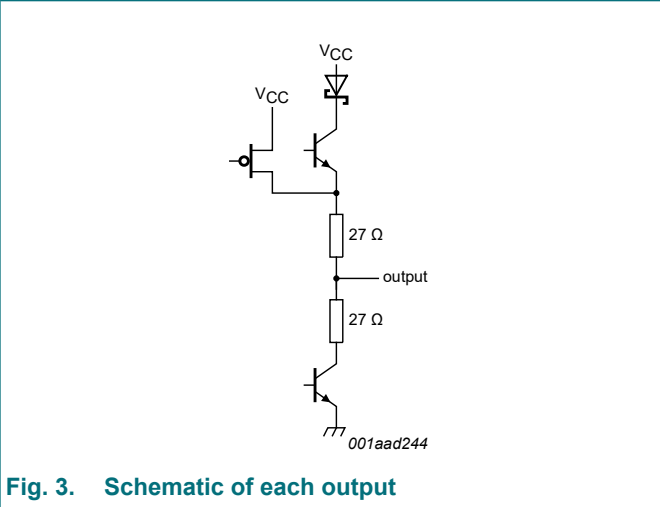 VCC
VCC
27 Ω
output
27 Ω
001aad244
Fig. 3. Schematic of each output